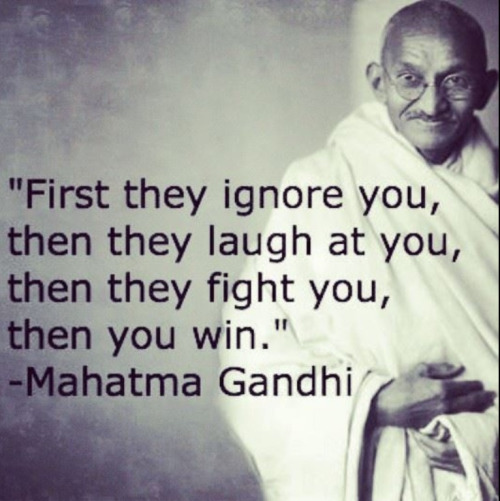 "First they ignore you,
then they laugh at you,
then they fight you,
then you win."
-Mahatma Gandhi